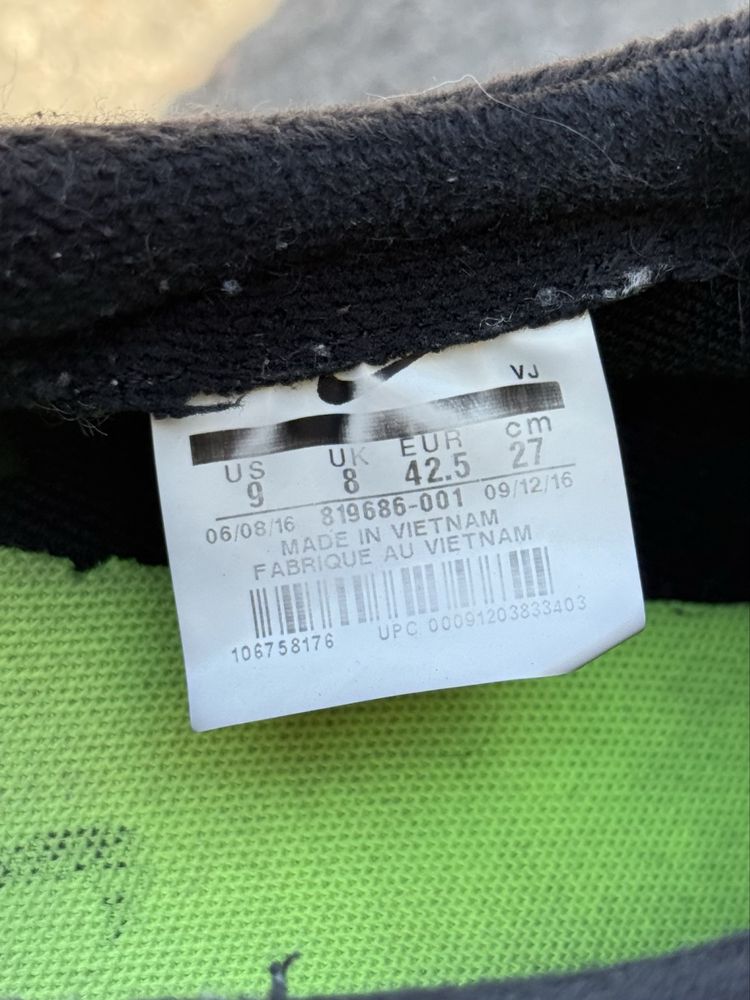 VJ
US UK EUR cm
9 8 42.5 27
06/08/16 819686-001 09/12/16
MADE IN VIETNAM
FABRIQUE AU VIETNAM
106758176 UPC 00091203833403